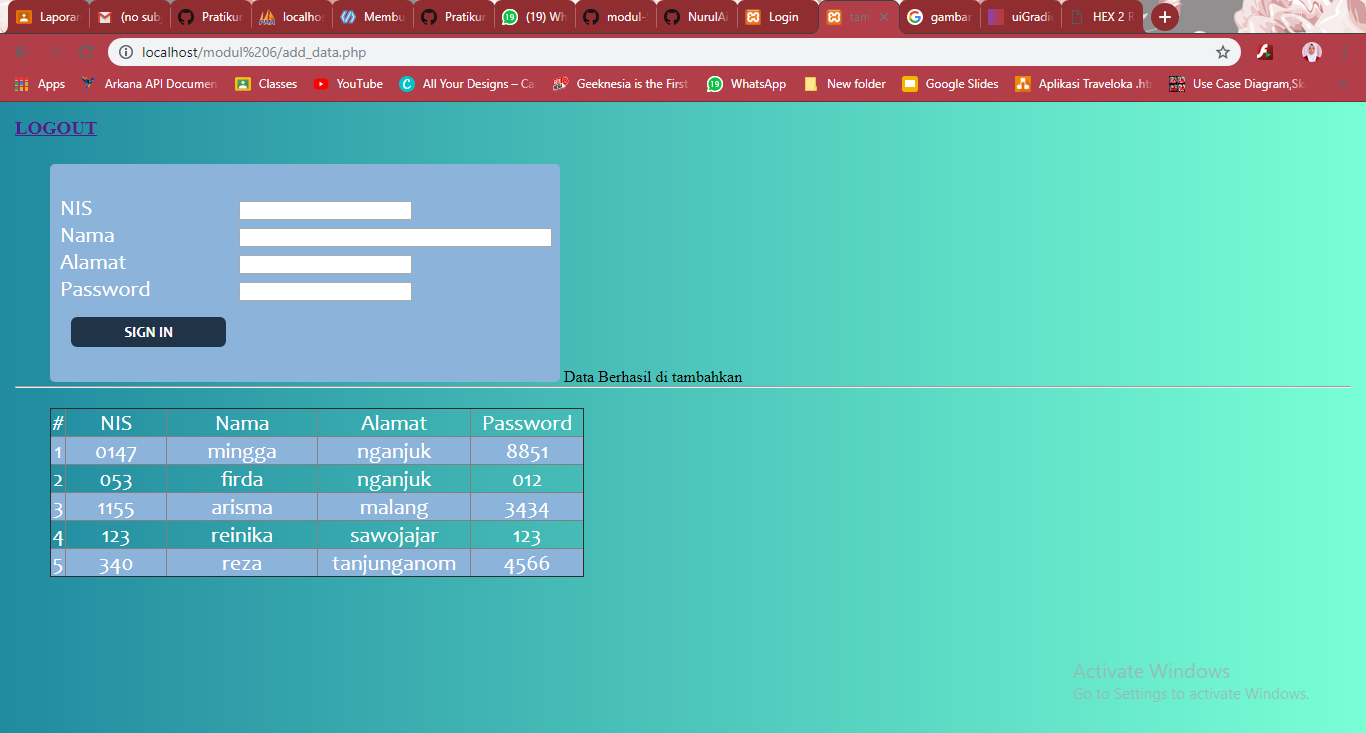 Laporan (no sub Pratikur localhos Membu Pratikur (19) Wh modul- NurulAi Login tam gambar uiGradi HEX 2 R
localhost/modul%206/add_data.php
Apps Arkana API Documen Classes YouTube All Your Designs – Ca Geeknesia is the First WhatsApp New folder Google Slides Aplikasi Traveloka .ht Use Case Diagram,Sk
LOGOUT
NIS
Nama
Alamat
Password
SIGN IN
Data Berhasil di tambahkan
# NIS Nama Alamat Password
1 0147 mingga nganjuk 8851
2 053 firda nganjuk 012
3 1155 arisma malang 3434
4 123 reinika sawojajar 123
5 340 reza tanjunganom 4566
Activate Windows
Go to Settings to activate Windows.